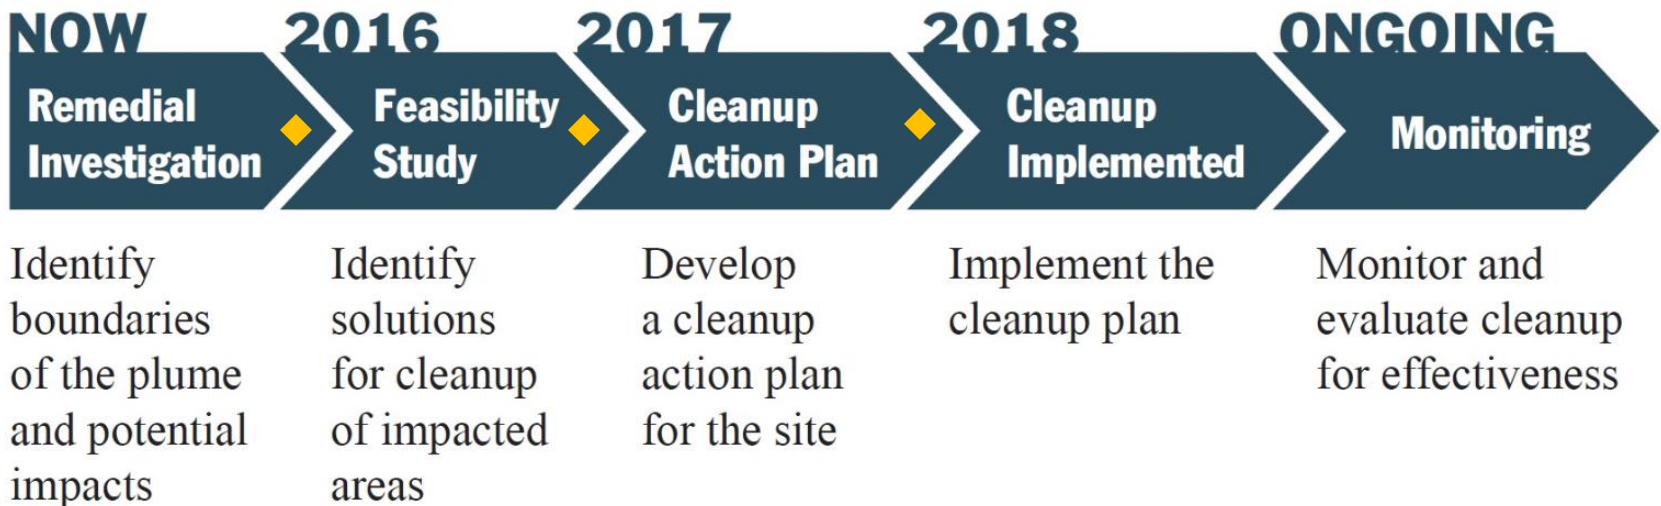 NOW
Remedial
Investigation
Identify
boundaries
of the plume
and potential
impacts
2016
Feasibility
Study
Identify
solutions
for cleanup
of impacted
areas
2017
Cleanup
Action Plan
Develop
a cleanup
action plan
for the site
2018
Cleanup
Implemented
Implement the
cleanup plan
ONGOING
Monitoring
Monitor and
evaluate cleanup
for effectiveness